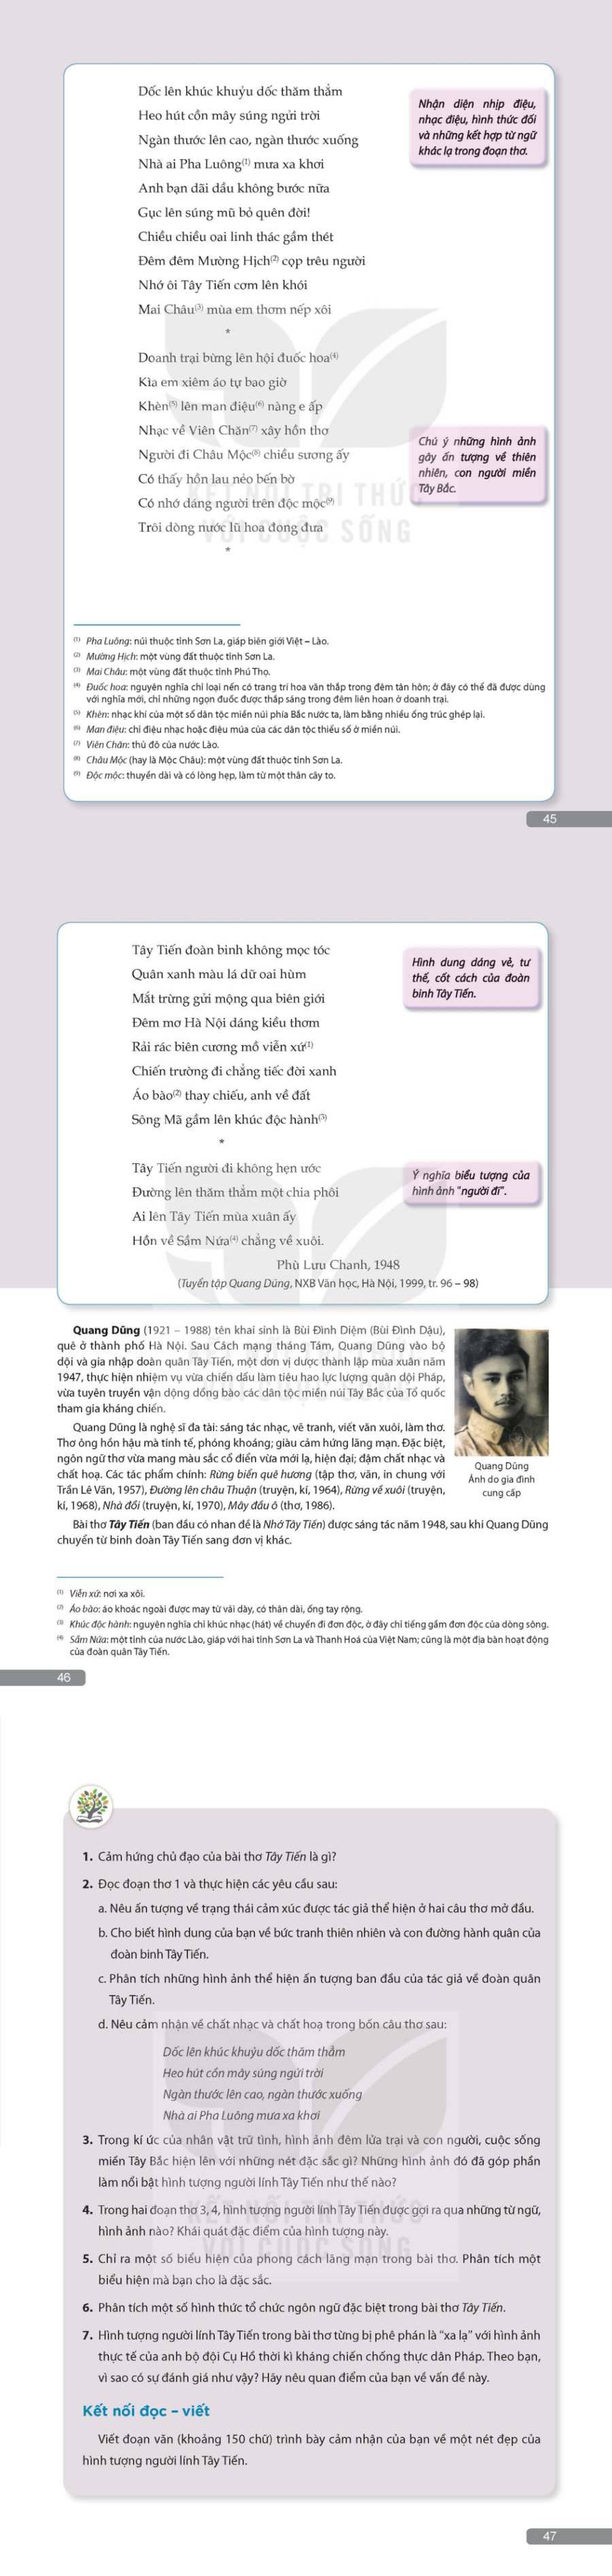 Dốc lên khúc khuỷu dốc thăm thẳm
Heo hút cồn mây súng ngửi trời
Ngàn thước lên cao, ngàn thước xuống
Nhà ai Pha Luông(1) mưa xa khơi
Anh bạn dãi dầu không bước nữa
Gục lên súng mũ bỏ quên đời!
Chiều chiều oai linh thác gầm thét
Đêm đêm Mường Hịch(2) cọp trêu người
Nhớ ôi Tây Tiến cơm lên khói
Mai Châu(3) mùa em thơm nếp xôi
*
Doanh trại bừng lên hội đuốc hoa(4)
Kìa em xiêm áo tự bao giờ
Khèn(5) lên man điệu(6) nàng e ấp
Nhạc về Viên Chăn(7) xây hồn thơ
Người đi Châu Mộc(8) chiều sương ấy
Có thấy hồn lau nẻo bến bờ
Có nhớ dáng người trên độc mộc(9)
Trôi dòng nước lũ hoa đong đưa
*
Nhận diện nhịp điệu,
nhạc điệu, hình thức đối
và những kết hợp từ ngữ
khác lạ trong đoạn thơ.
Chú ý những hình ảnh
gây ấn tượng về thiên
nhiên, con người miền
Tây Bắc.
KẾT NỐI TRI THỨC
VỚI CUỘC SỐNG
(1) Pha Luông: núi thuộc tỉnh Sơn La, giáp biên giới Việt – Lào.
(2) Mường Hịch: một vùng đất thuộc tỉnh Sơn La.
(3) Mai Châu: một vùng đất thuộc tỉnh Phú Thọ.
(4) Đuốc hoa: nguyên nghĩa chỉ loại nến có trang trí hoa văn thắp trong đêm tân hôn; ở đây có thể đã được dùng
với nghĩa mới, chỉ những ngọn đuốc được thắp sáng trong đêm liên hoan ở doanh trại.
(5) Khèn: nhạc khí của một số dân tộc miền núi phía Bắc nước ta, làm bằng nhiều ống trúc ghép lại.
(6) Man điệu: chỉ điệu nhạc hoặc điệu múa của các dân tộc thiểu số ở miền núi.
(7) Viên Chăn: thủ đô của nước Lào.
(8) Châu Mộc (hay là Mộc Châu): một vùng đất thuộc tỉnh Sơn La.
(9) Độc mộc: thuyền dài và có lòng hẹp, làm từ một thân cây to.
45
Tây Tiến đoàn binh không mọc tóc
Quân xanh màu lá dữ oai hùm
Mắt trừng gửi mộng qua biên giới
Đêm mơ Hà Nội dáng kiều thơm
Rải rác biên cương mồ viễn xứ(1)
Chiến trường đi chẳng tiếc đời xanh
Áo bào(2) thay chiếu, anh về đất
Sông Mã gầm lên khúc độc hành(3)
*
Tây Tiến người đi không hẹn ước
Đường lên thăm thẳm một chia phôi
Ai lên Tây Tiến mùa xuân ấy
Hồn về Sầm Nứa(4) chẳng về xuôi.
Phù Lưu Chanh, 1948
(Tuyển tập Quang Dũng, NXB Văn học, Hà Nội, 1999, tr. 96 – 98)
Hình dung dáng vẻ, tư
thế, cốt cách của đoàn
binh Tây Tiến.
Ý nghĩa biểu tượng của
hình ảnh "người đi".
Quang Dũng (1921 – 1988) tên khai sinh là Bùi Đình Diệm (Bùi Đình Dậu),
quê ở thành phố Hà Nội. Sau Cách mạng tháng Tám, Quang Dũng vào bộ
đội và gia nhập đoàn quân Tây Tiến, một đơn vị được thành lập mùa xuân năm
1947, thực hiện nhiệm vụ vừa chiến đấu làm tiêu hao lực lượng quân đội Pháp,
vừa tuyên truyền vận động đồng bào các dân tộc miền núi Tây Bắc của Tổ quốc
tham gia kháng chiến.
Quang Dũng là nghệ sĩ đa tài: sáng tác nhạc, vẽ tranh, viết văn xuôi, làm thơ.
Thơ ông hồn hậu mà tinh tế, phóng khoáng; giàu cảm hứng lãng mạn. Đặc biệt,
ngôn ngữ thơ vừa mang màu sắc cổ điển vừa mới lạ, hiện đại; đậm chất nhạc và
chất hoạ. Các tác phẩm chính: Rừng biển quê hương (tập thơ, văn, in chung với
Trần Lê Văn, 1957), Đường lên châu Thuận (truyện, kí, 1964), Rừng về xuôi (truyện,
kí, 1968), Nhà đồi (truyện, kí, 1970), Mây đầu ô (thơ, 1986).
Bài thơ Tây Tiến (ban đầu có nhan đề là Nhớ Tây Tiến) được sáng tác năm 1948, sau khi Quang Dũng
chuyển từ binh đoàn Tây Tiến sang đơn vị khác.
Quang Dũng
Ảnh do gia đình
cung cấp
(1) Viễn xứ: nơi xa xôi.
(2) Áo bào: áo khoác ngoài được may từ vải dày, có thân dài, ống tay rộng.
(3) Khúc độc hành: nguyên nghĩa chỉ khúc nhạc (hát) về chuyến đi đơn độc, ở đây chỉ tiếng gầm đơn độc của dòng sông.
(4) Sầm Nứa: một tỉnh của nước Lào, giáp với hai tỉnh Sơn La và Thanh Hoá của Việt Nam; cũng là một địa bàn hoạt động
của đoàn quân Tây Tiến.
46
1. Cảm hứng chủ đạo của bài thơ Tây Tiến là gì?
2. Đọc đoạn thơ 1 và thực hiện các yêu cầu sau:
a. Nêu ấn tượng về trạng thái cảm xúc được tác giả thể hiện ở hai câu thơ mở đầu.
b. Cho biết hình dung của bạn về bức tranh thiên nhiên và con đường hành quân của
đoàn binh Tây Tiến.
c. Phân tích những hình ảnh thể hiện ấn tượng ban đầu của tác giả về đoàn quân
Tây Tiến.
d. Nêu cảm nhận về chất nhạc và chất hoạ trong bốn câu thơ sau:
Dốc lên khúc khuỷu dốc thăm thẳm
Heo hút cồn mây súng ngửi trời
Ngàn thước lên cao, ngàn thước xuống
Nhà ai Pha Luông mưa xa khơi
3. Trong kí ức của nhân vật trữ tình, hình ảnh đêm lửa trại và con người, cuộc sống
miền Tây Bắc hiện lên với những nét đặc sắc gì? Những hình ảnh đó đã góp phần
làm nổi bật hình tượng người lính Tây Tiến như thế nào?
4. Trong hai đoạn thơ 3, 4, hình tượng người lính Tây Tiến được gợi ra qua những từ ngữ,
hình ảnh nào? Khái quát đặc điểm của hình tượng này.
5. Chỉ ra một số biểu hiện của phong cách lãng mạn trong bài thơ. Phân tích một
biểu hiện mà bạn cho là đặc sắc.
6. Phân tích một số hình thức tổ chức ngôn ngữ đặc biệt trong bài thơ Tây Tiến.
7. Hình tượng người lính Tây Tiến trong bài thơ từng bị phê phán là “xa lạ” với hình ảnh
thực tế của anh bộ đội Cụ Hồ thời kì kháng chiến chống thực dân Pháp. Theo bạn,
vì sao có sự đánh giá như vậy? Hãy nêu quan điểm của bạn về vấn đề này.
KẾT NỐI TRI THỨC
VỚI CUỘC SỐNG
Kết nối đọc – viết
Viết đoạn văn (khoảng 150 chữ) trình bày cảm nhận của bạn về một nét đẹp của
hình tượng người lính Tây Tiến.
47